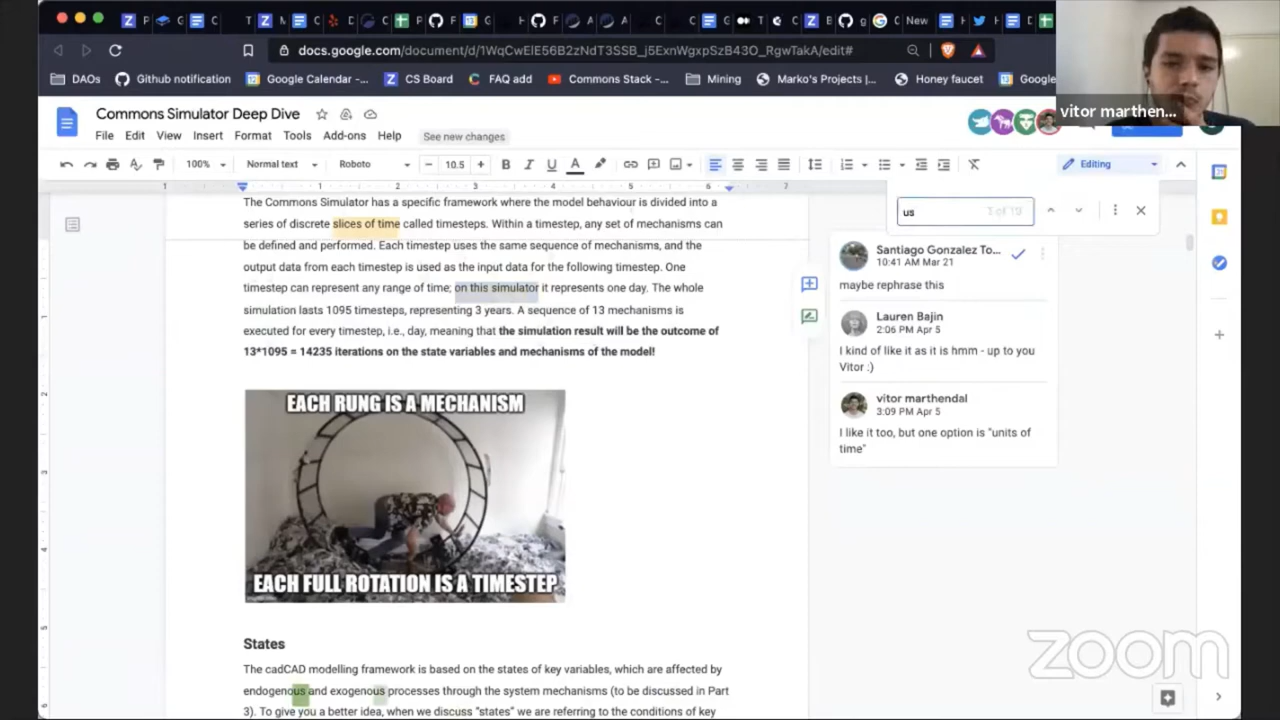 docs.google.com/document/d/1WqCwElE56B2zNdT3SSB_j5ExnWgxpSzB43O_RgwTakA/edit#
DAOs
Github notification
Google Calendar -...
CS Board
FAQ add
Commons Stack -...
Mining
Marko's Projects |...
Honey faucet
Google
vitor marthen...
Commons Simulator Deep Dive
File Edit View Insert Format Tools Add-ons Help
See new changes
100% Normal text Roboto 10.5 B I U A
Editing
The Commons Simulator has a specific framework where the model behaviour is divided into a
series of discrete slices of time called timesteps. Within a timestep, any set of mechanisms can
be defined and performed. Each timestep uses the same sequence of mechanisms, and the
output data from each timestep is used as the input data for the following timestep. One
timestep can represent any range of time; on this simulator it represents one day. The whole
simulation lasts 1095 timesteps, representing 3 years. A sequence of 13 mechanisms is
executed for every timestep, i.e., day, meaning that the simulation result will be the outcome of
13*1095 = 14235 iterations on the state variables and mechanisms of the model!
EACH RUNG IS A MECHANISM
EACH FULL ROTATION IS A TIMESTEP
States
The cadCAD modelling framework is based on the states of key variables, which are affected by
endogenous and exogenous processes through the system mechanisms (to be discussed in Part
3). To give you a better idea, when we discuss "states" we are referring to the conditions of key
us
of 19
Santiago Gonzalez To...
10:41 AM Mar 21
maybe rephrase this
Lauren Bajin
2:06 PM Apr 5
I kind of like it as it is hmm - up to you
Vitor :)
vitor marthendal
3:09 PM Apr 5
I like it too, but one option is "units of
time"
zoom